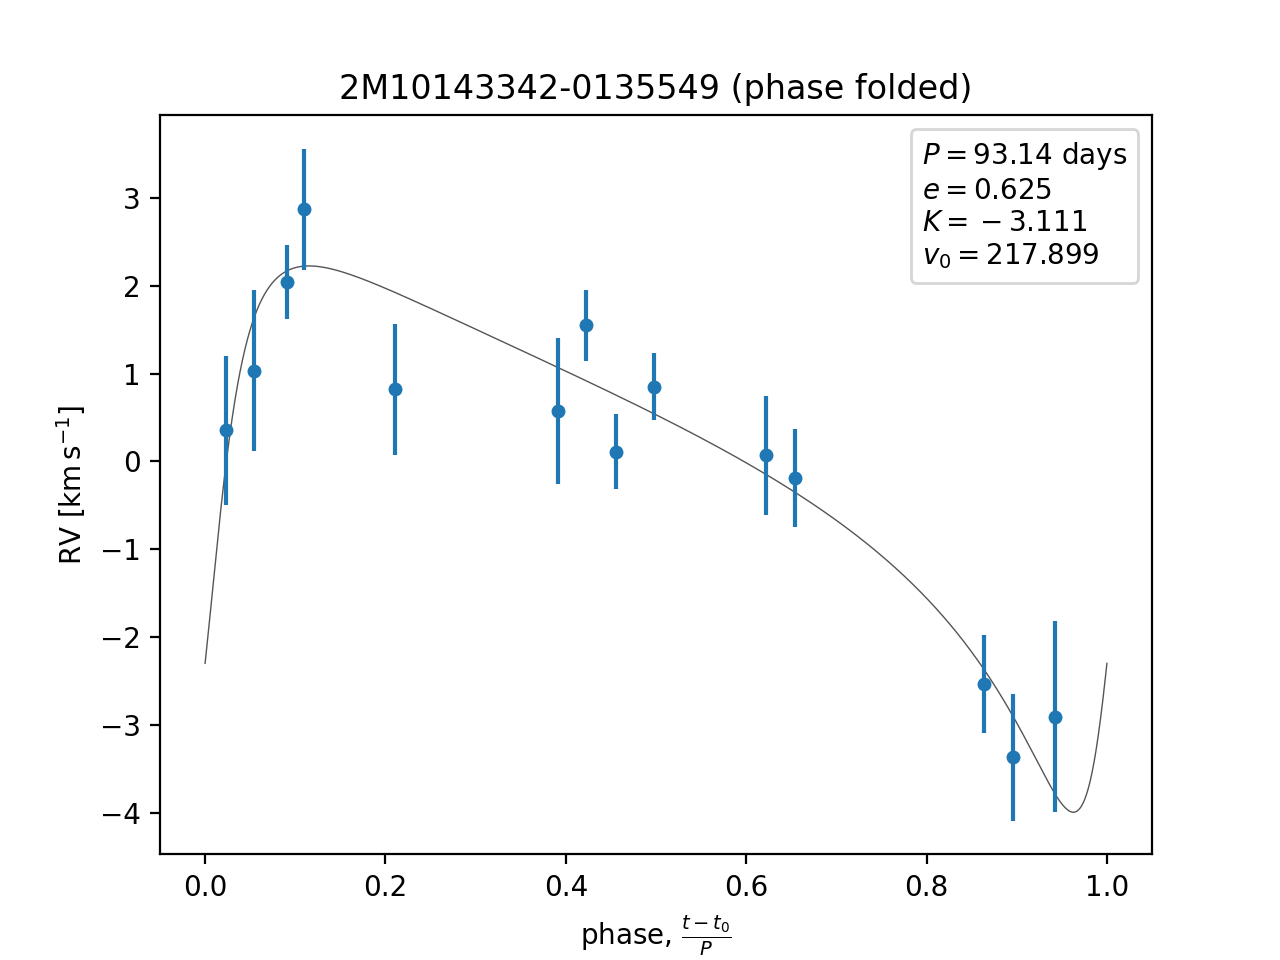 2M10143342-0135549 (phase folded)
P = 93.14 days
e = 0.625
K = −3.111
v₀ = 217.899
RV [km s⁻¹]
3
2
1
0
−1
−2
−3
−4
0.0 0.2 0.4 0.6 0.8 1.0
phase, (t − t₀)/P